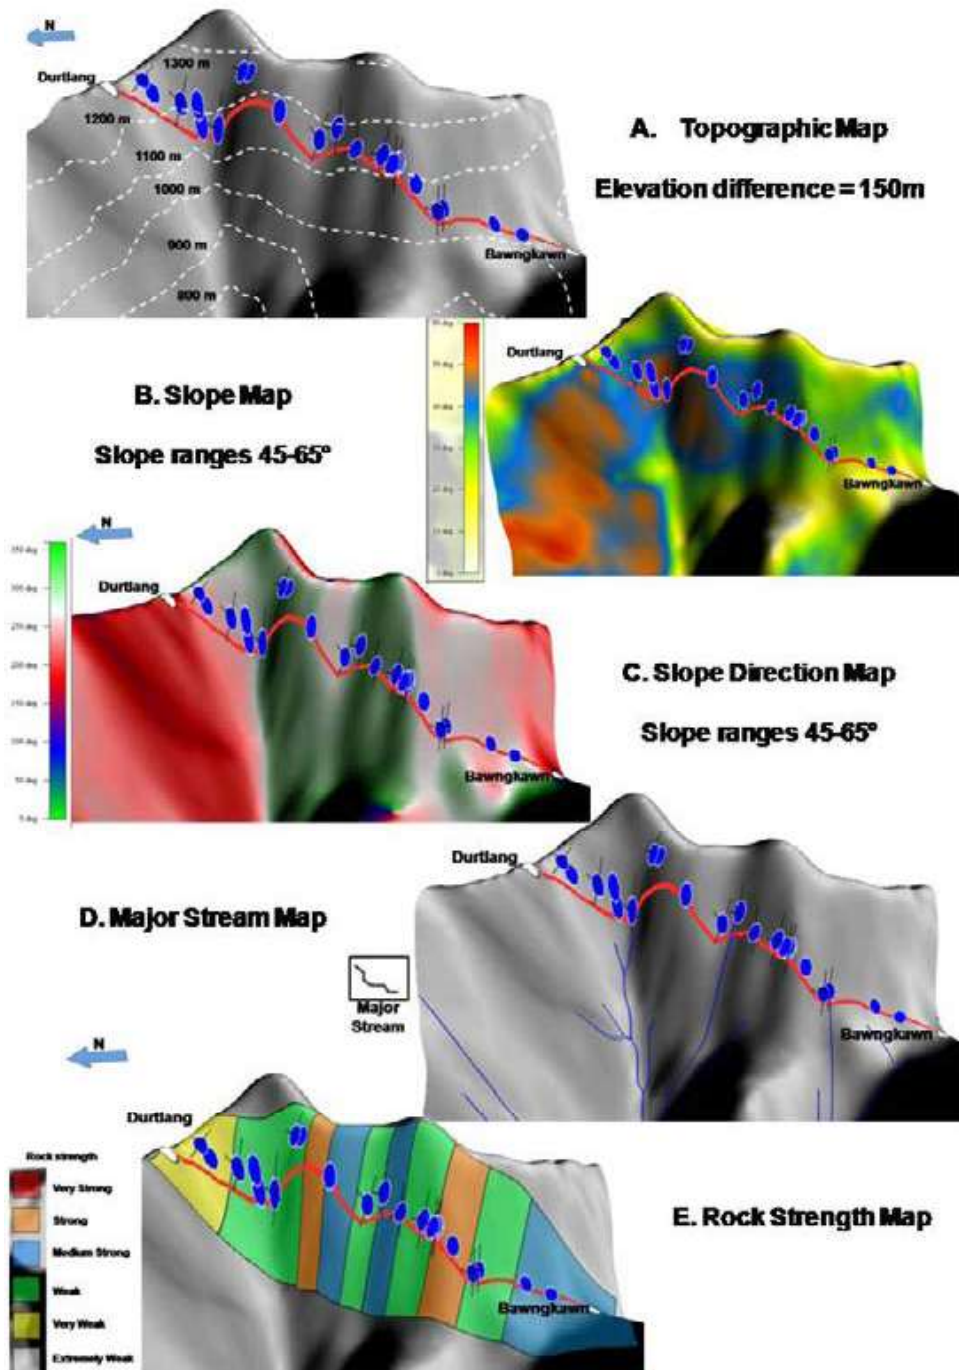 N
Durtlang
1300 m
1200 m
1100 m
1000 m
900 m
800 m
Bawngkawn
A. Topographic Map
Elevation difference = 150m
B. Slope Map
Slope ranges 45-65°
Durtlang
Bawngkawn
N
Durtlang
Bawngkawn
C. Slope Direction Map
Slope ranges 45-65°
D. Major Stream Map
Major
Stream
Durtlang
Bawngkawn
N
Durtlang
Bawngkawn
Rock strength
Very Strong
Strong
Medium Strong
Weak
Very Weak
Extremely Weak
E. Rock Strength Map